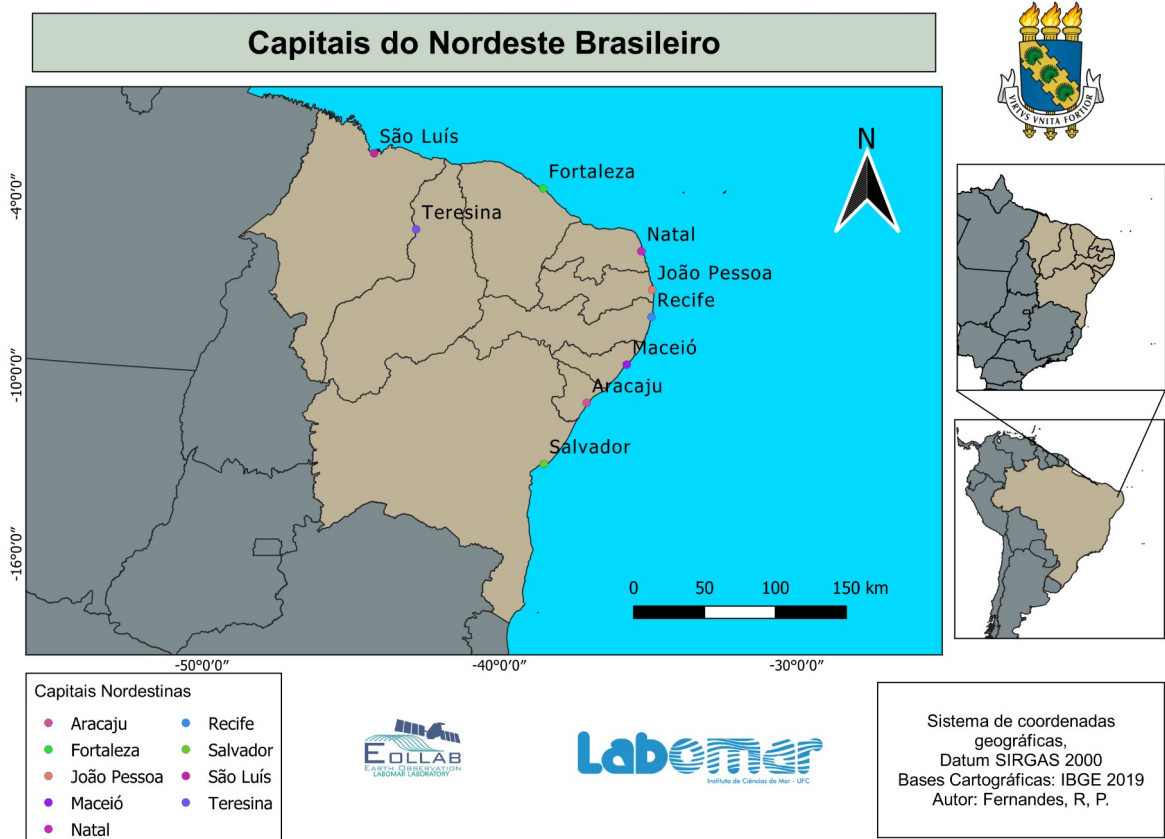 Capitais do Nordeste Brasileiro
VIRTVS VNITA FORTIOR
São Luís
Fortaleza
Teresina
Natal
João Pessoa
Recife
Maceió
Aracaju
Salvador
N
-4°0'0"
-10°0'0"
-16°0'0"
0 50 100 150 km
-50°0'0" -40°0'0" -30°0'0"
Capitais Nordestinas
Aracaju
Fortaleza
João Pessoa
Maceió
Natal
Recife
Salvador
São Luís
Teresina
EOLLAB
EARTH OBSERVATION
LABOMAR LABORATORY
Labomar
Instituto de Ciências do Mar - UFC
Sistema de coordenadas
geográficas,
Datum SIRGAS 2000
Bases Cartográficas: IBGE 2019
Autor: Fernandes, R, P.